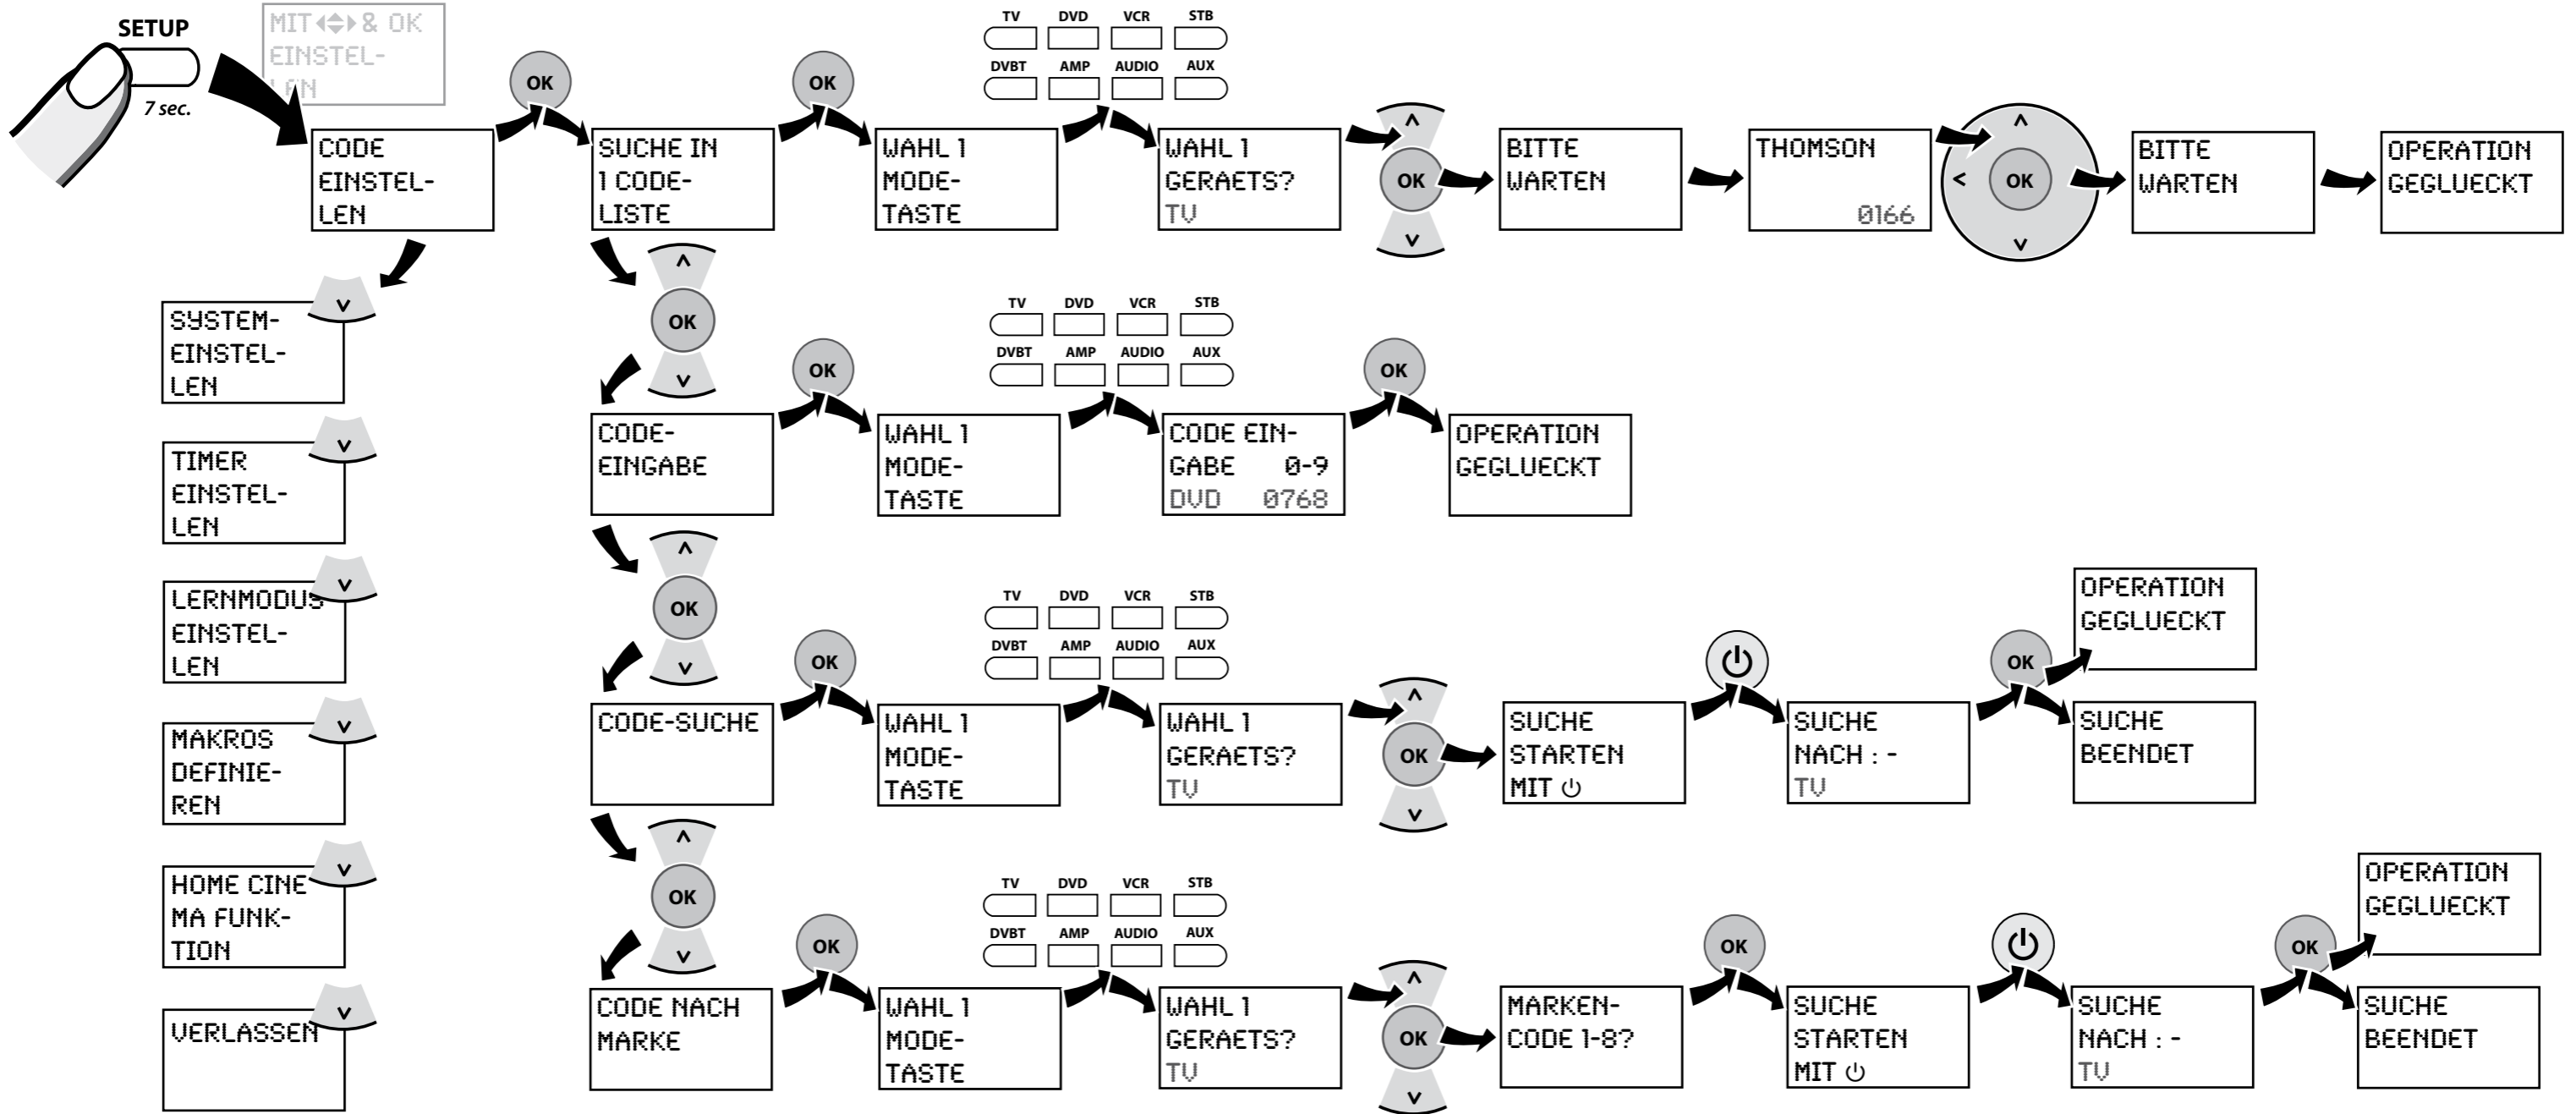 SETUP
7 sec.
MIT & OK
EINSTEL-
LEN
TV DVD VCR STB
DVBT AMP AUDIO AUX
OK
OK
CODE
EINSTEL-
LEN
SUCHE IN
1 CODE-
LISTE
WAHL 1
MODE-
TASTE
WAHL 1
GERAETS?
TV
^
OK
v
BITTE
WARTEN
THOMSON
0166
^
< OK
v
BITTE
WARTEN
OPERATION
GEGLUECKT
v
SYSTEM-
EINSTEL-
LEN
v
TIMER
EINSTEL-
LEN
v
LERNMODUS
EINSTEL-
LEN
v
MAKROS
DEFINIE-
REN
v
HOME CINE
MA FUNK-
TION
v
VERLASSEN
^
OK
v
CODE-
EINGABE
OK
WAHL 1
MODE-
TASTE
TV DVD VCR STB
DVBT AMP AUDIO AUX
CODE EIN-
GABE 0-9
DVD 0768
OK
OPERATION
GEGLUECKT
^
OK
v
CODE-SUCHE
OK
WAHL 1
MODE-
TASTE
TV DVD VCR STB
DVBT AMP AUDIO AUX
WAHL 1
GERAETS?
TV
^
OK
v
SUCHE
STARTEN
MIT ⏻
⏻
SUCHE
NACH : -
TV
OK
OPERATION
GEGLUECKT
SUCHE
BEENDET
^
OK
v
CODE NACH
MARKE
OK
WAHL 1
MODE-
TASTE
TV DVD VCR STB
DVBT AMP AUDIO AUX
WAHL 1
GERAETS?
TV
^
OK
v
MARKEN-
CODE 1-8?
OK
SUCHE
STARTEN
MIT ⏻
⏻
SUCHE
NACH : -
TV
OK
OPERATION
GEGLUECKT
SUCHE
BEENDET